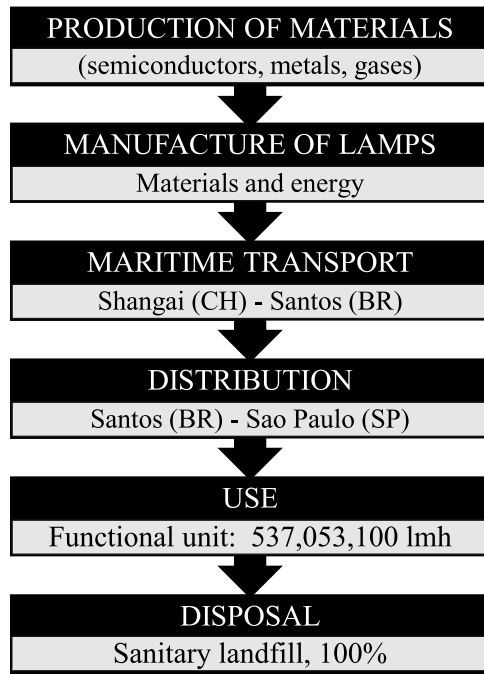 PRODUCTION OF MATERIALS
(semiconductors, metals, gases)
MANUFACTURE OF LAMPS
Materials and energy
MARITIME TRANSPORT
Shangai (CH) - Santos (BR)
DISTRIBUTION
Santos (BR) - Sao Paulo (SP)
USE
Functional unit: 537,053,100 lmh
DISPOSAL
Sanitary landfill, 100%